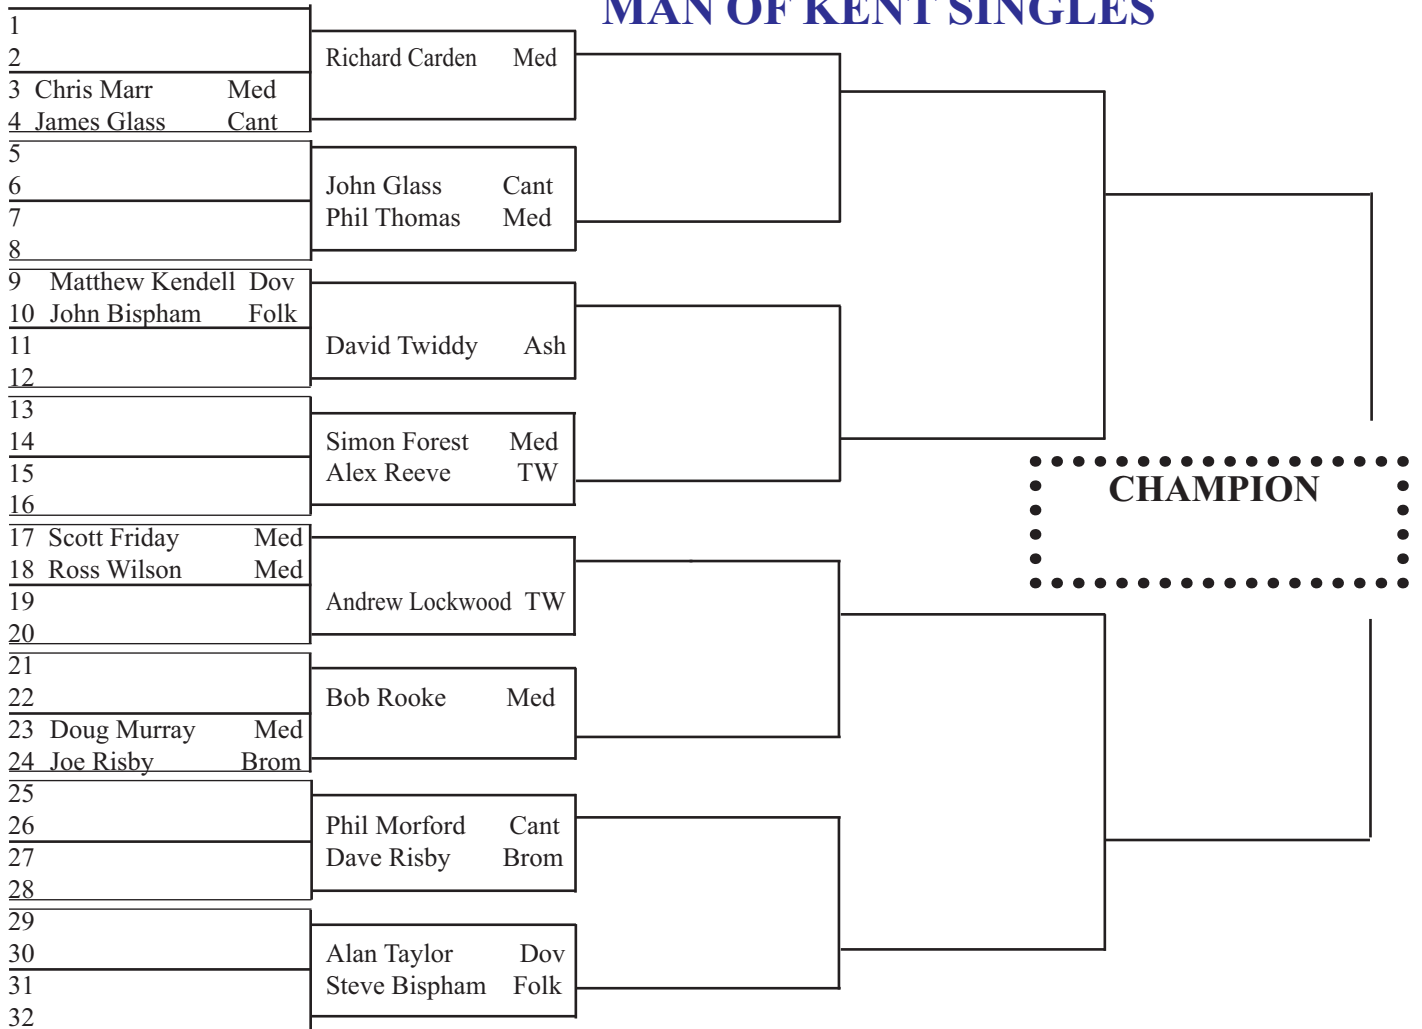 MAN OF KENT SINGLES
1
2 Richard Carden Med
3 Chris Marr Med
4 James Glass Cant
5
6 John Glass Cant
7 Phil Thomas Med
8
9 Matthew Kendell Dov
10 John Bispham Folk
11 David Twiddy Ash
12
13
14 Simon Forest Med
15 Alex Reeve TW
16
CHAMPION
17 Scott Friday Med
18 Ross Wilson Med
19 Andrew Lockwood TW
20
21
22 Bob Rooke Med
23 Doug Murray Med
24 Joe Risby Brom
25
26 Phil Morford Cant
27 Dave Risby Brom
28
29
30 Alan Taylor Dov
31 Steve Bispham Folk
32